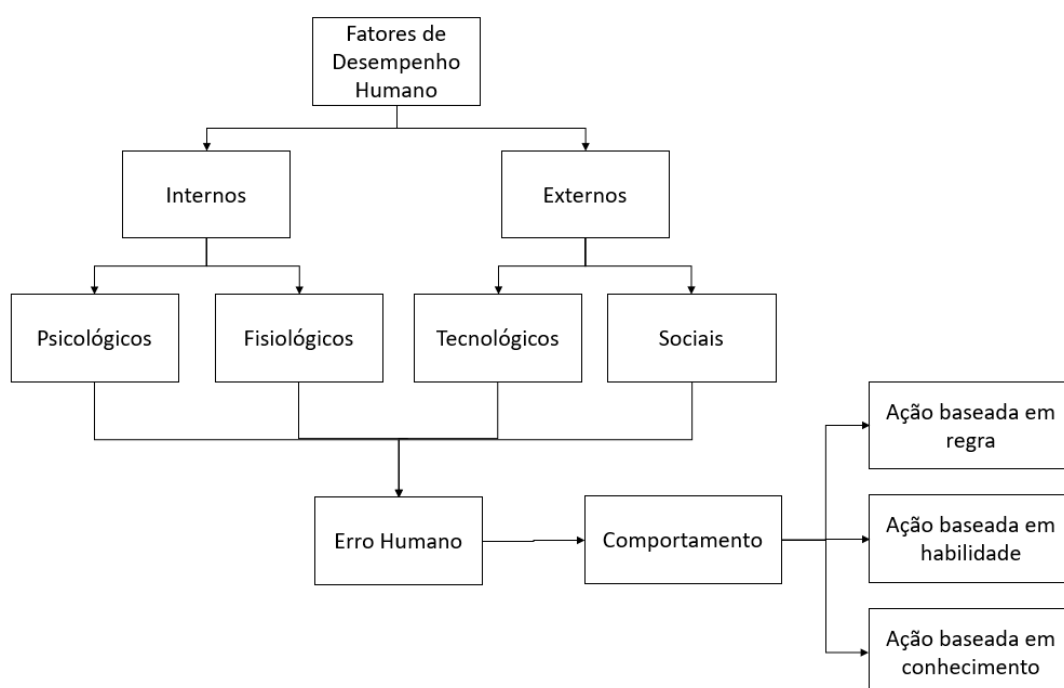 Fatores de
Desempenho
Humano
Internos
Externos
Psicológicos
Fisiológicos
Tecnológicos
Sociais
Ação baseada em
regra
Erro Humano
Comportamento
Ação baseada em
habilidade
Ação baseada em
conhecimento